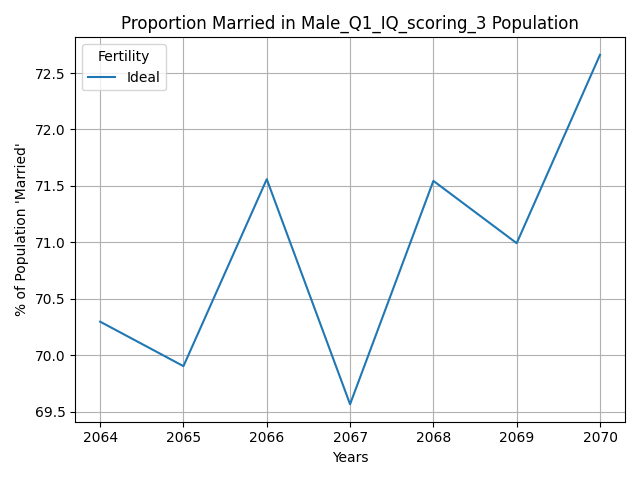 Proportion Married in Male_Q1_IQ_scoring_3 Population
Fertility
Ideal
% of Population 'Married'
72.5
72.0
71.5
71.0
70.5
70.0
69.5
2064 2065 2066 2067 2068 2069 2070
Years